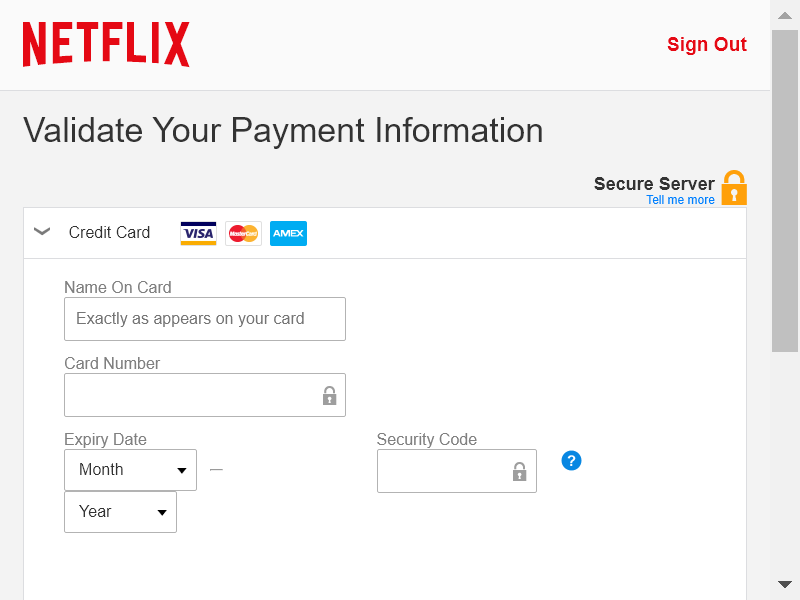 NETFLIX
Sign Out
Validate Your Payment Information
Secure Server
Tell me more
Credit Card
VISA
MasterCard
AMEX
Name On Card
Exactly as appears on your card
Card Number
Expiry Date
Security Code
Month
—
?
Year